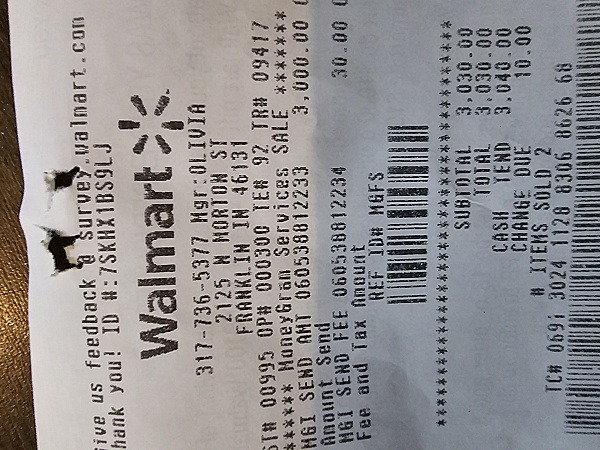 Give us feedback @ survey.walmart.com
Thank you! ID #:7SKHX1BS9LJ
Walmart
317-736-5377 Mgr:OLIVIA
2125 N MORTON ST
FRANKLIN IN 46131
ST# 00995 OP# 000300 TE# 92 TR# 09417
****** MoneyGram Services SALE ******
MGI SEND AMT 060538812233 3,000.00 0
Amount Send
MGI SEND FEE 060538812234 30.00 0
Fee and Tax Amount
REF ID# MGFS
SUBTOTAL 3,030.00
TOTAL 3,030.00
CASH TEND 3,040.00
CHANGE DUE 10.00
# ITEMS SOLD 2
TC# 0691 3024 1128 8306 8626 68